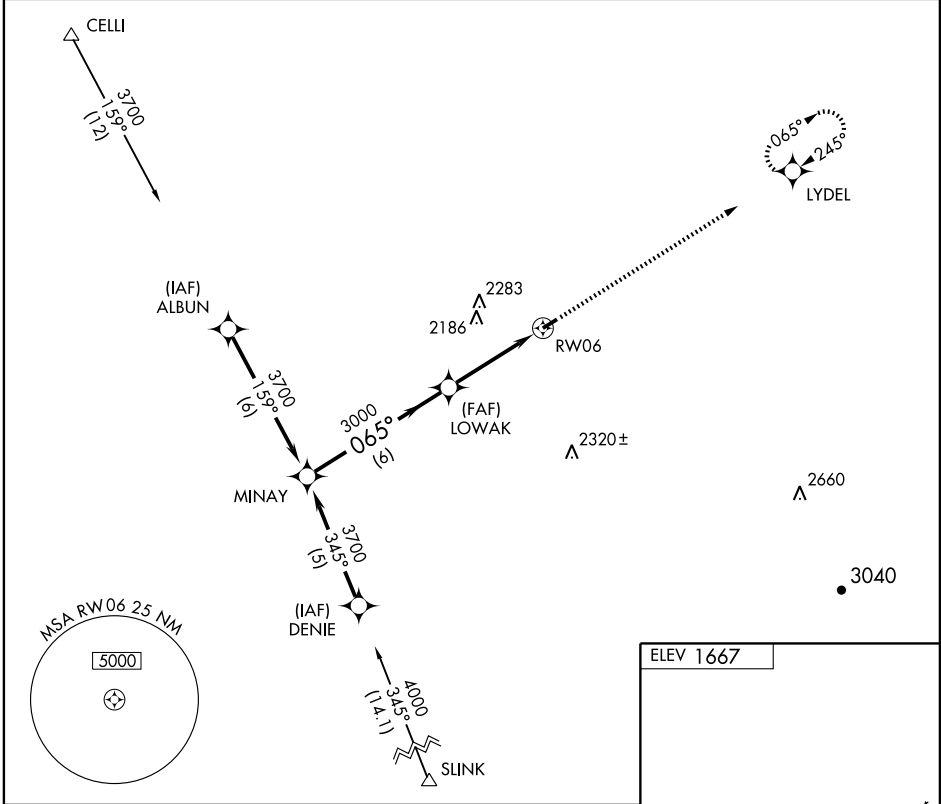 CELLI
3700
159°
(12)
065°
245°
LYDEL
(IAF)
ALBUN
2283
2186
RW06
3700
159°
(6)
3000
065°
(6)
(FAF)
LOWAK
2320±
MINAY
2660
3700
345°
(5)
3040
(IAF)
DENIE
MSA RW06 25 NM
5000
ELEV 1667
4000
345°
(14.1)
SLINK